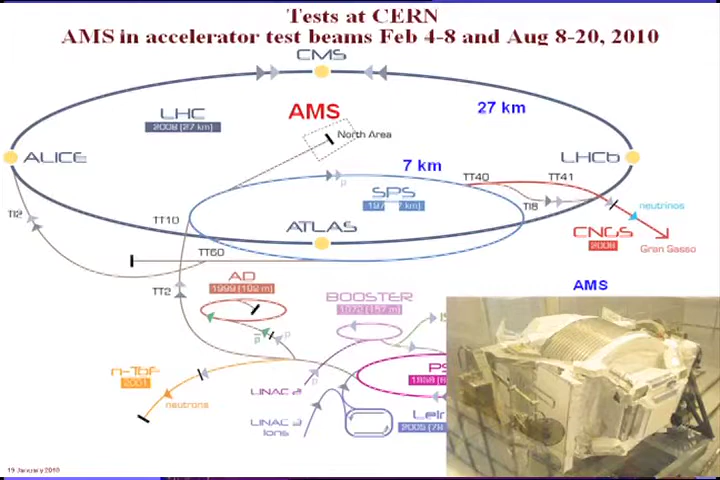 Tests at CERN
AMS in accelerator test beams Feb 4-8 and Aug 8-20, 2010
CMS
LHC
2008 (27 km)
AMS
27 km
North Area
ALICE
LHCb
7 km
TT40
TT41
SPS
TI8
neutrinos
TI2
TT10
ATLAS
CNGS
2006
Gran Sasso
TT60
AD
1999 (182 m)
AMS
TT2
BOOSTER
1972 (157 m)
p
p
n-ToF
2001
LINAC 2
neutrons
LINAC 3
Ions
19 January 2010